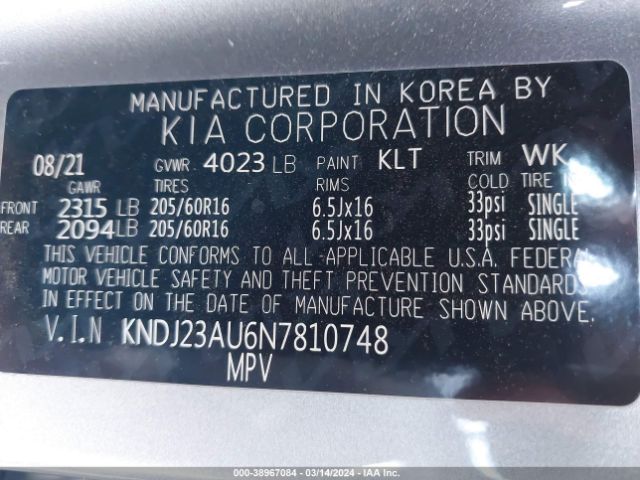 MANUFACTURED IN KOREA BY
KIA CORPORATION
08/21 GVWR 4023 LB PAINT KLT TRIM WK
GAWR TIRES RIMS COLD TIRE IN
FRONT 2315 LB 205/60R16 6.5Jx16 33psi SINGLE
REAR 2094LB 205/60R16 6.5Jx16 33psi SINGLE
THIS VEHICLE CONFORMS TO ALL APPLICABLE U.S.A. FEDERAL
MOTOR VEHICLE SAFETY AND THEFT PREVENTION STANDARDS
IN EFFECT ON THE DATE OF MANUFACTURE SHOWN ABOVE.
V.I.N KNDJ23AU6N7810748
MPV
000-38967084 | 03/14/2024 | IAA Inc.